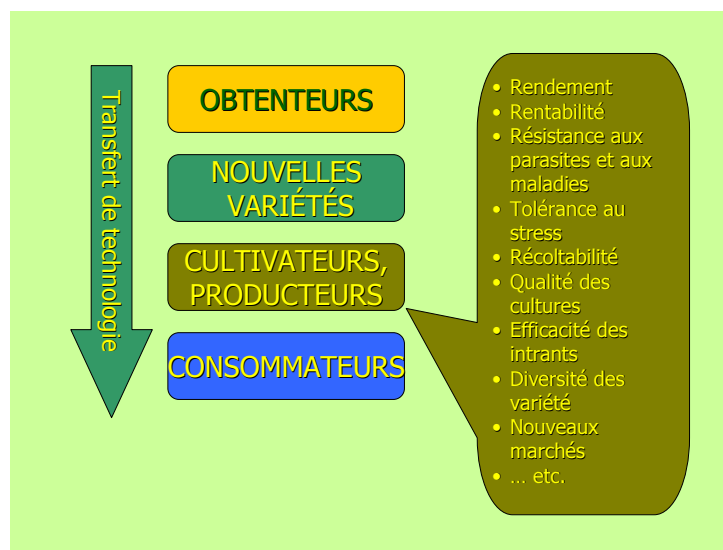 Transfert de technologie
OBTENTEURS
NOUVELLES
VARIÉTÉS
CULTIVATEURS,
PRODUCTEURS
CONSOMMATEURS
• Rendement
• Rentabilité
• Résistance aux
parasites et aux
maladies
• Tolérance au
stress
• Récoltabilité
• Qualité des
cultures
• Efficacité des
intrants
• Diversité des
variété
• Nouveaux
marchés
• ... etc.